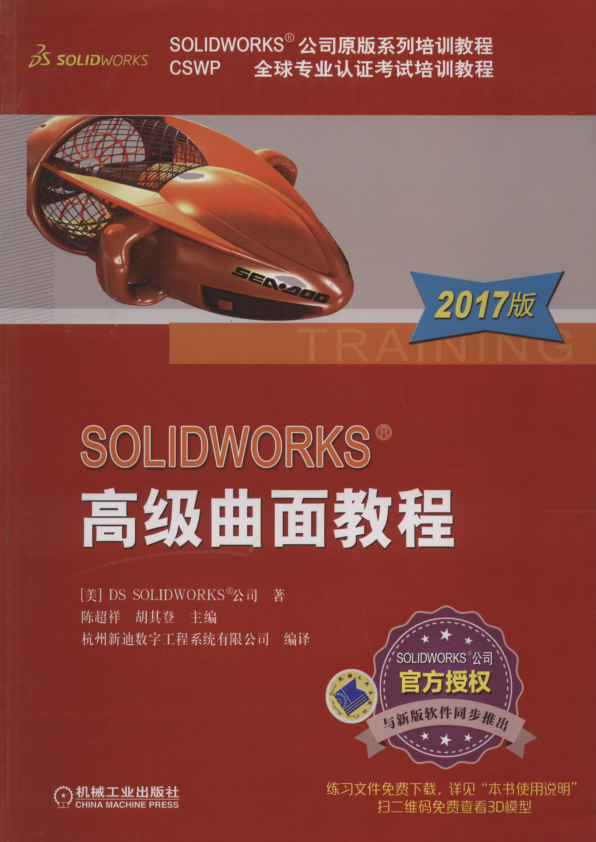 SOLIDWORKS
SOLIDWORKS®公司原版系列培训教程
CSWP 全球专业认证考试培训教程
SEA-DOO
2017版
TRAINING
SOLIDWORKS®
高级曲面教程
[美] DS SOLIDWORKS®公司 著
陈超祥 胡其登 主编
杭州新迪数字工程系统有限公司 编译
SOLIDWORKS®公司
官方授权
与新版软件同步推出
机械工业出版社
CHINA MACHINE PRESS
练习文件免费下载，详见“本书使用说明”
扫二维码免费查看3D模型